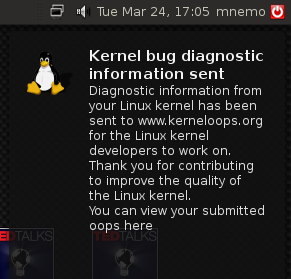 Tue Mar 24, 17:05 mnemo
Kernel bug diagnostic
information sent
Diagnostic information from
your Linux kernel has been
sent to www.kerneloops.org
for the Linux kernel
developers to work on.
Thank you for contributing
to improve the quality of
the Linux kernel.
You can view your submitted
oops here
EDTALKS
TEDTALKS